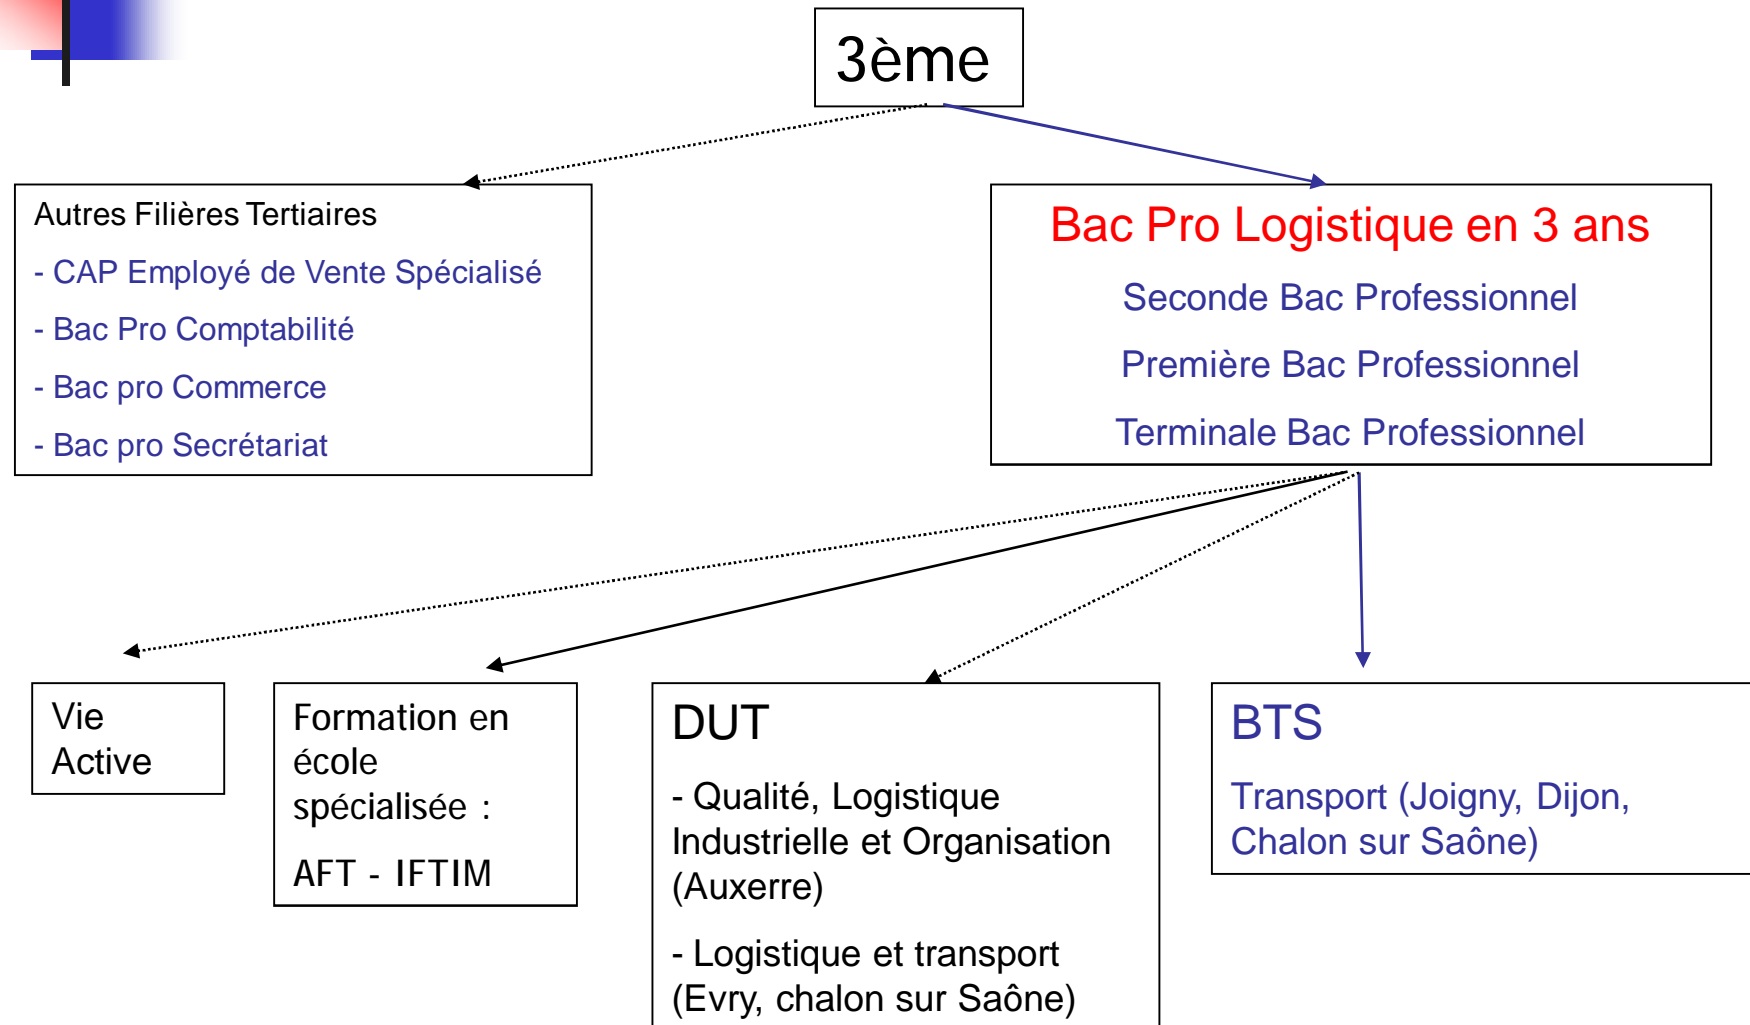 3ème
Autres Filières Tertiaires
- CAP Employé de Vente Spécialisé
- Bac Pro Comptabilité
- Bac pro Commerce
- Bac pro Secrétariat
Bac Pro Logistique en 3 ans
Seconde Bac Professionnel
Première Bac Professionnel
Terminale Bac Professionnel
Vie
Active
Formation en
école
spécialisée :
AFT - IFTIM
DUT
- Qualité, Logistique
Industrielle et Organisation
(Auxerre)
- Logistique et transport
(Evry, chalon sur Saône)
BTS
Transport (Joigny, Dijon,
Chalon sur Saône)